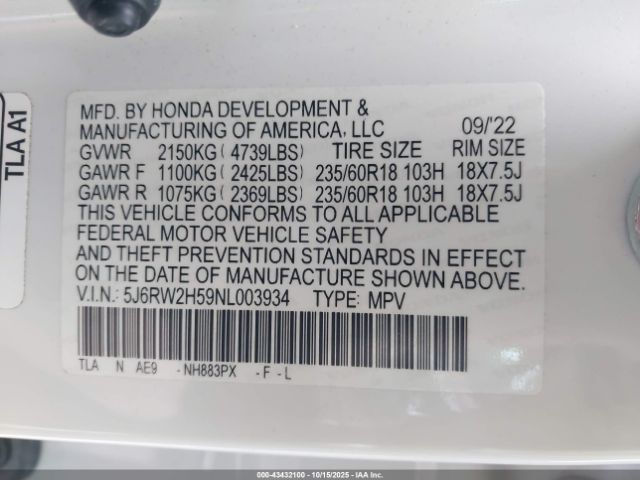 TLA A1
MFD. BY HONDA DEVELOPMENT &
MANUFACTURING OF AMERICA, LLC 09/'22
GVWR 2150KG ( 4739LBS) TIRE SIZE RIM SIZE
GAWR F 1100KG ( 2425LBS) 235/60R18 103H 18X7.5J
GAWR R 1075KG ( 2369LBS) 235/60R18 103H 18X7.5J
THIS VEHICLE CONFORMS TO ALL APPLICABLE
FEDERAL MOTOR VEHICLE SAFETY
AND THEFT PREVENTION STANDARDS IN EFFECT
ON THE DATE OF MANUFACTURE SHOWN ABOVE.
V.I.N.: 5J6RW2H59NL003934 TYPE: MPV
TLA N AE9 - NH883PX - F - L
000-43432100 - 10/15/2025 - IAA Inc.